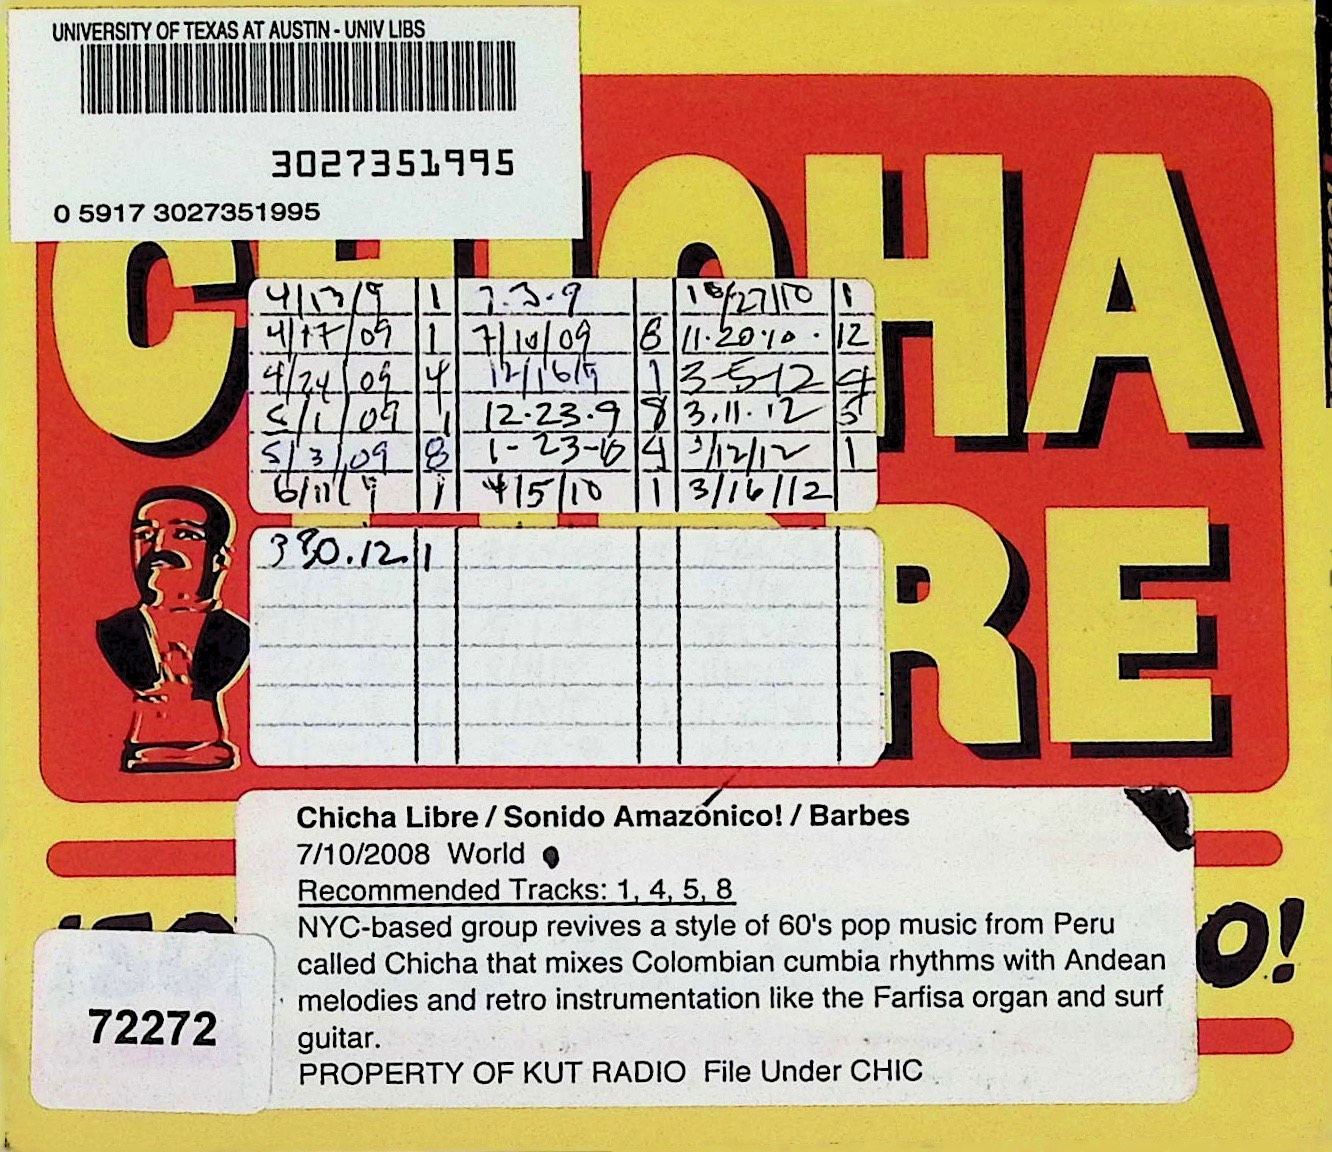 UNIVERSITY OF TEXAS AT AUSTIN - UNIV LIBS
3027351995
0 5917 3027351995
CHICHA
4/13/9 1 7.3.9 10/27/10 1
4/17/09 1 7/10/09 8 11.20.10. 12
4/24/09 4 12/16/9 1 3-5-12 4
5/1/09 1 12.23.9 8 3.11.12 5
5/3/09 8 1-23-10 4 3/12/12 1
6/11/9 1 4/5/10 1 3/16/12
RE
3 30.12. 1
Chicha Libre / Sonido Amazónico! / Barbes
7/10/2008 World
Recommended Tracks: 1, 4, 5, 8
NYC-based group revives a style of 60's pop music from Peru
called Chicha that mixes Colombian cumbia rhythms with Andean
melodies and retro instrumentation like the Farfisa organ and surf
guitar.
PROPERTY OF KUT RADIO File Under CHIC
O!
72272